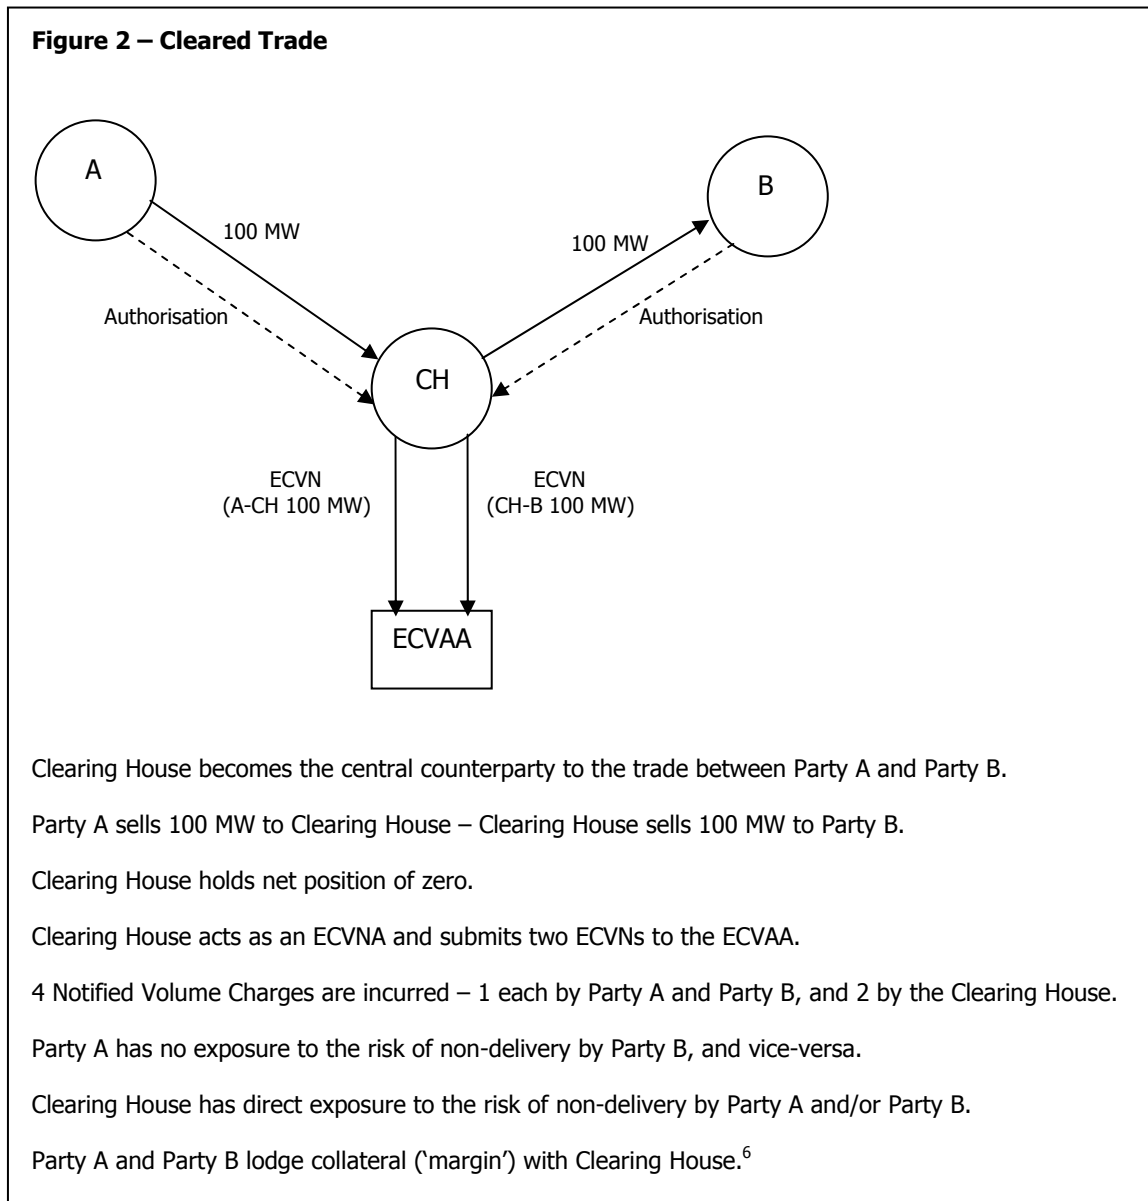 Figure 2 – Cleared Trade
A
B
100 MW
100 MW
Authorisation
Authorisation
CH
ECVN
(A-CH 100 MW)
ECVN
(CH-B 100 MW)
ECVAA
Clearing House becomes the central counterparty to the trade between Party A and Party B.
Party A sells 100 MW to Clearing House – Clearing House sells 100 MW to Party B.
Clearing House holds net position of zero.
Clearing House acts as an ECVNA and submits two ECVNs to the ECVAA.
4 Notified Volume Charges are incurred – 1 each by Party A and Party B, and 2 by the Clearing House.
Party A has no exposure to the risk of non-delivery by Party B, and vice-versa.
Clearing House has direct exposure to the risk of non-delivery by Party A and/or Party B.
Party A and Party B lodge collateral (‘margin’) with Clearing House.⁶